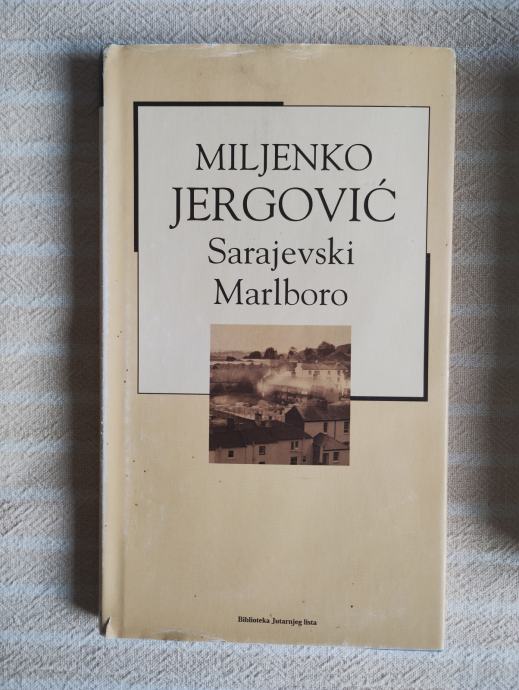 MILJENKO
JERGOVIĆ
Sarajevski
Marlboro
Biblioteka Jutarnjeg lista